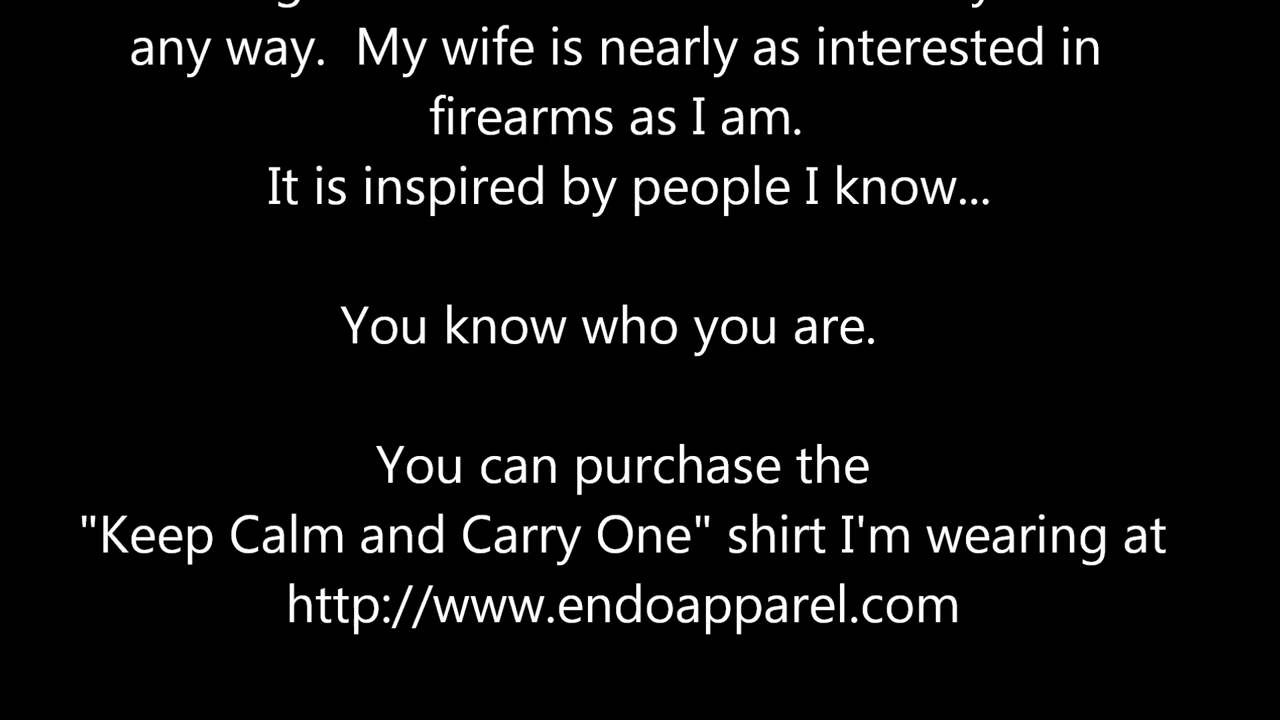 any way.  My wife is nearly as interested in
firearms as I am.
It is inspired by people I know...
You know who you are.
You can purchase the
"Keep Calm and Carry One" shirt I'm wearing at
http://www.endoapparel.com